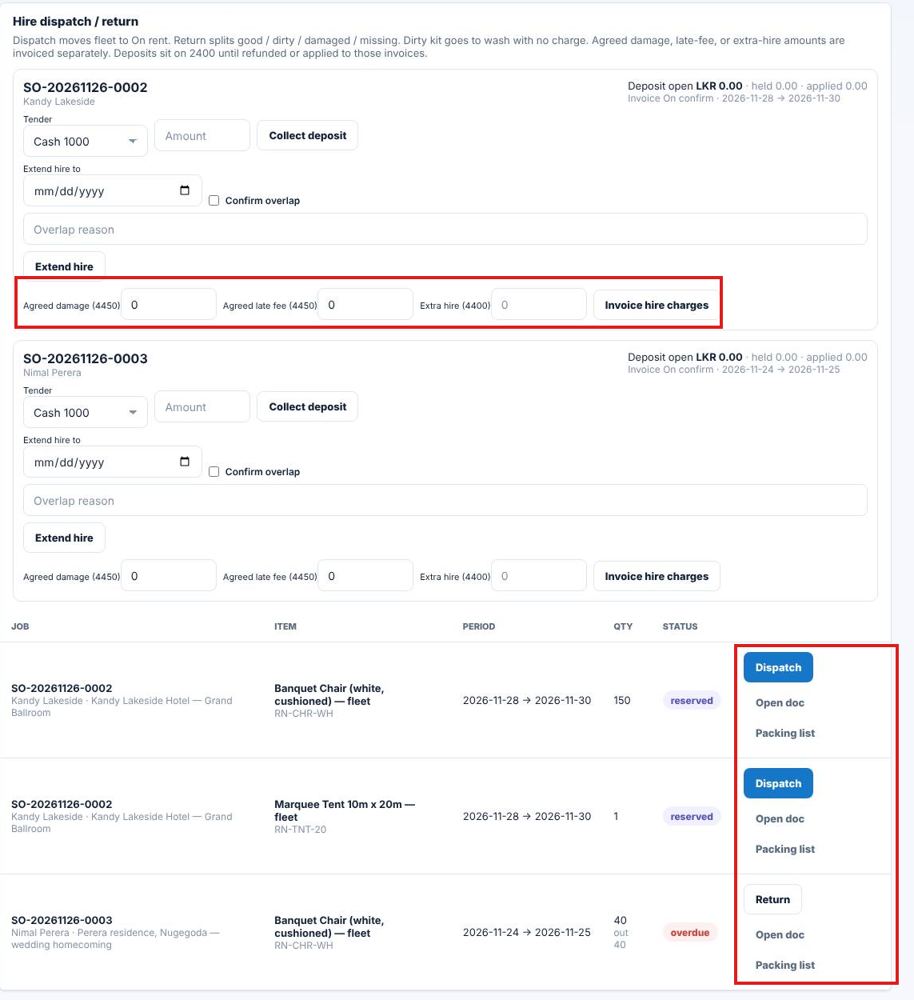 Hire dispatch / return
Dispatch moves fleet to On rent. Return splits good / dirty / damaged / missing. Dirty kit goes to wash with no charge. Agreed damage, late-fee, or extra-hire amounts are
invoiced separately. Deposits sit on 2400 until refunded or applied to those invoices.
SO-20261126-0002
Deposit open LKR 0.00 · held 0.00 · applied 0.00
Kandy Lakeside
Invoice On confirm · 2026-11-28 → 2026-11-30
Tender
Cash 1000
Amount
Collect deposit
Extend hire to
mm/dd/yyyy
Confirm overlap
Overlap reason
Extend hire
Agreed damage (4450) 0 Agreed late fee (4450) 0 Extra hire (4400) 0 Invoice hire charges
SO-20261126-0003
Deposit open LKR 0.00 · held 0.00 · applied 0.00
Nimal Perera
Invoice On confirm · 2026-11-24 → 2026-11-25
Tender
Cash 1000
Amount
Collect deposit
Extend hire to
mm/dd/yyyy
Confirm overlap
Overlap reason
Extend hire
Agreed damage (4450) 0 Agreed late fee (4450) 0 Extra hire (4400) 0 Invoice hire charges
JOB ITEM PERIOD QTY STATUS
SO-20261126-0002
Kandy Lakeside · Kandy Lakeside Hotel — Grand
Ballroom
Banquet Chair (white,
cushioned) — fleet
RN-CHR-WH
2026-11-28 → 2026-11-30
150
reserved
Dispatch
Open doc
Packing list
SO-20261126-0002
Kandy Lakeside · Kandy Lakeside Hotel — Grand
Ballroom
Marquee Tent 10m x 20m —
fleet
RN-TNT-20
2026-11-28 → 2026-11-30
1
reserved
Dispatch
Open doc
Packing list
SO-20261126-0003
Nimal Perera · Perera residence, Nugegoda —
wedding homecoming
Banquet Chair (white,
cushioned) — fleet
RN-CHR-WH
2026-11-24 → 2026-11-25
40
out
40
overdue
Return
Open doc
Packing list